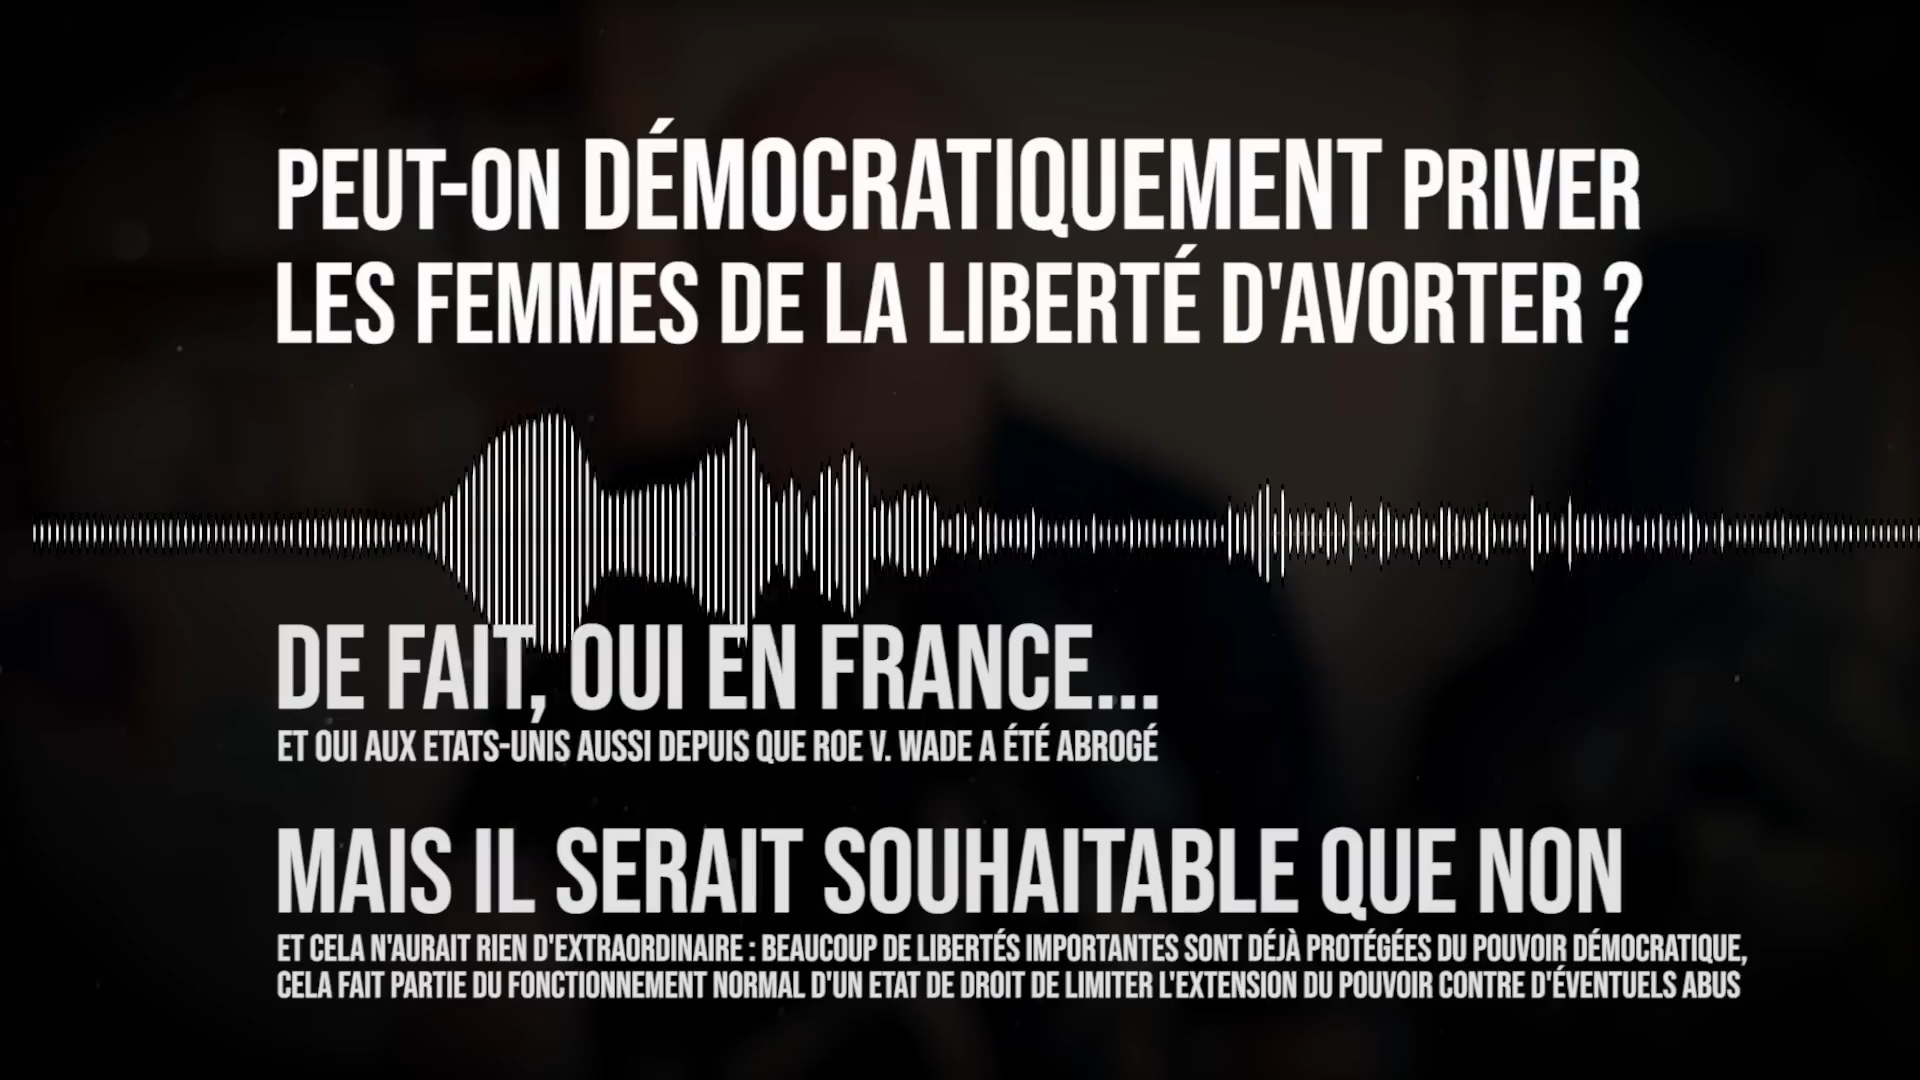 PEUT-ON DÉMOCRATIQUEMENT PRIVER
LES FEMMES DE LA LIBERTÉ D'AVORTER ?
DE FAIT, OUI EN FRANCE...
ET OUI AUX ETATS-UNIS AUSSI DEPUIS QUE ROE V. WADE A ÉTÉ ABROGÉ
MAIS IL SERAIT SOUHAITABLE QUE NON
ET CELA N'AURAIT RIEN D'EXTRAORDINAIRE : BEAUCOUP DE LIBERTÉS IMPORTANTES SONT DÉJÀ PROTÉGÉES DU POUVOIR DÉMOCRATIQUE,
CELA FAIT PARTIE DU FONCTIONNEMENT NORMAL D'UN ETAT DE DROIT DE LIMITER L'EXTENSION DU POUVOIR CONTRE D'ÉVENTUELS ABUS